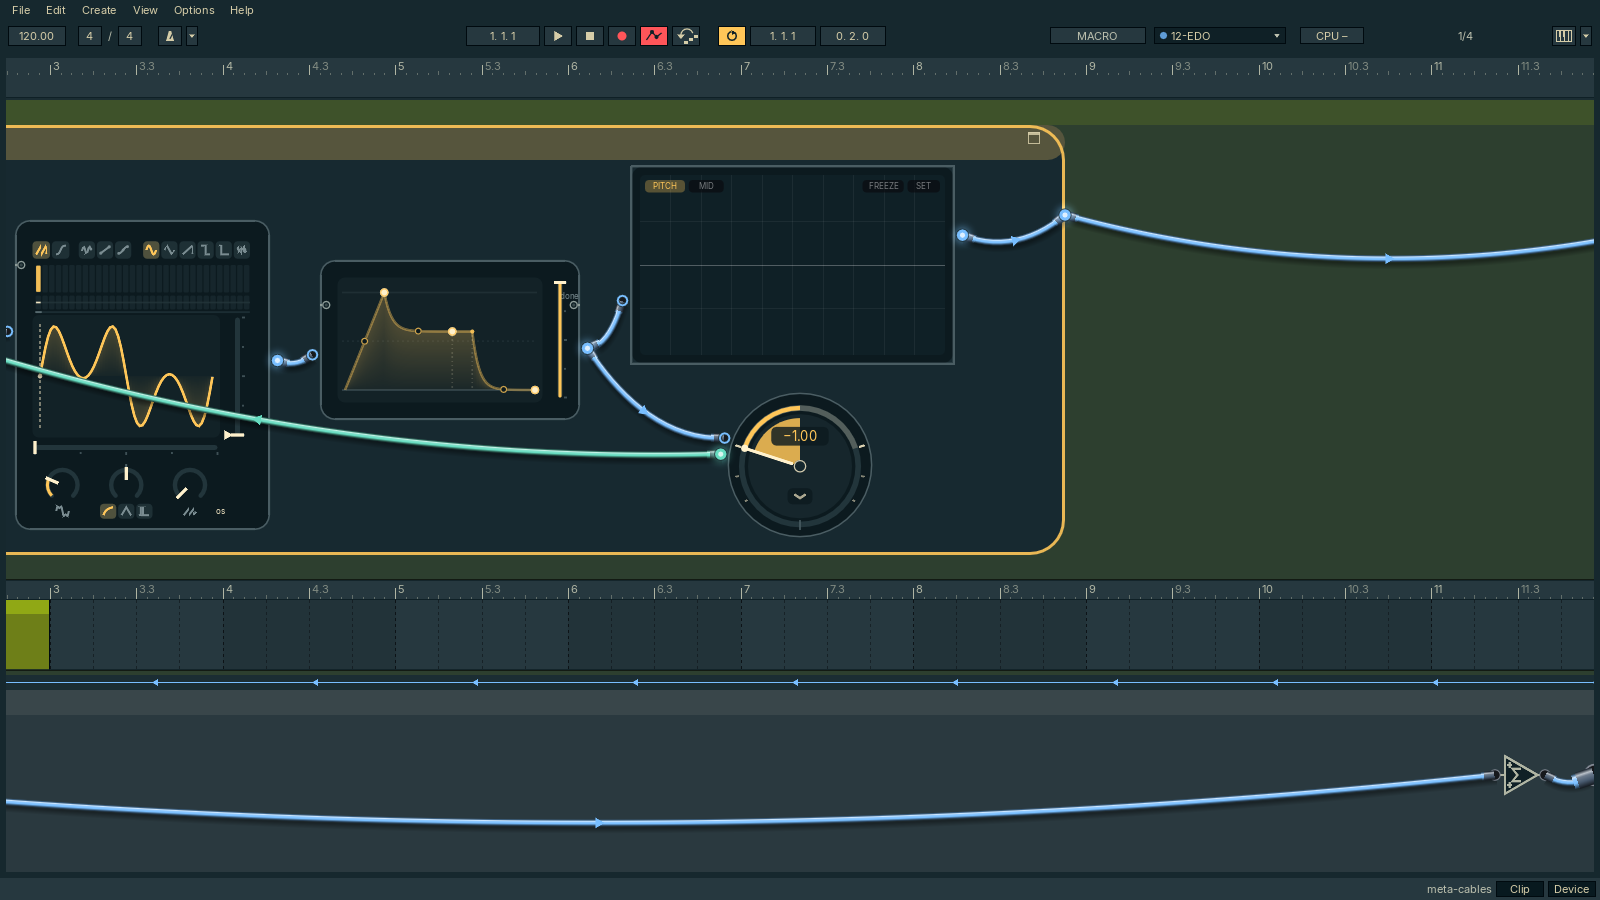 File Edit Create View Options Help
120.00 4 / 4 1. 1. 1 1. 1. 1 0. 2. 0 MACRO 12-EDO CPU – 1/4
3 3.3 4 4.3 5 5.3 6 6.3 7 7.3 8 8.3 9 9.3 10 10.3 11 11.3
PITCH MID FREEZE SET
done
−1.00
os
3 3.3 4 4.3 5 5.3 6 6.3 7 7.3 8 8.3 9 9.3 10 10.3 11 11.3
meta-cables Clip Device